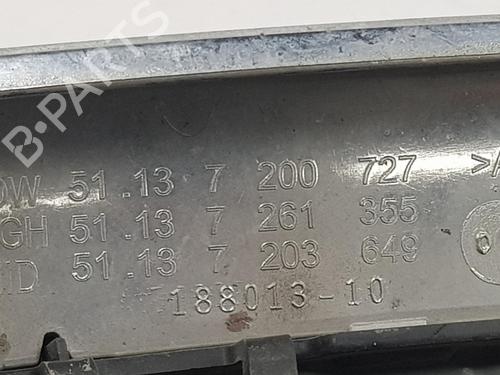 B-PARTS
OW 51.13 7 200 727 >A
GH 51.13 7 261 355
ID 51.13 7 203 649
188013-10